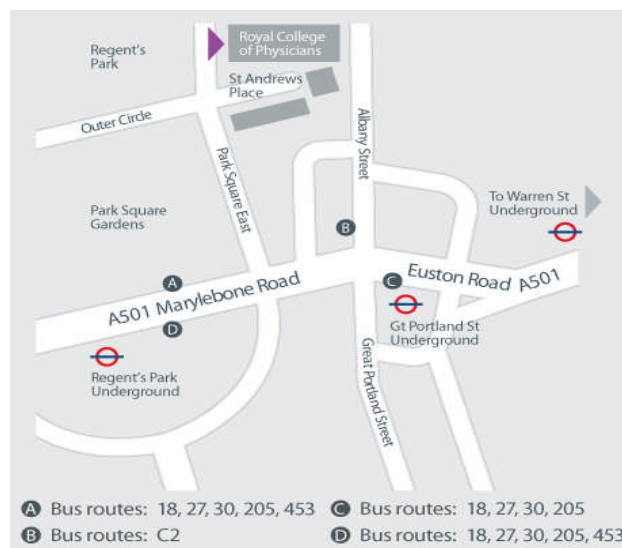 Regent's
Park
Royal College
of Physicians
St Andrews
Place
Outer Circle
Albany Street
Park Square East
Park Square
Gardens
To Warren St
Underground
B
A
C
Euston Road A501
A501 Marylebone Road
D
Gt Portland St
Underground
Regent's Park
Underground
Great Portland Street
A Bus routes: 18, 27, 30, 205, 453
C Bus routes: 18, 27, 30, 205
B Bus routes: C2
D Bus routes: 18, 27, 30, 205, 453